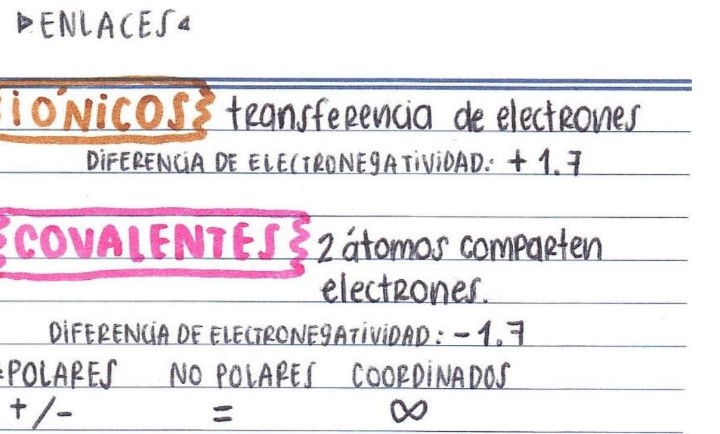 ▷ENLACES◁
IÓNICOS transferencia de electrones
DIFERENCIA DE ELECTRONEGATIVIDAD: + 1.7
COVALENTES 2 átomos comparten
electrones.
DIFERENCIA DE ELECTRONEGATIVIDAD: - 1.7
POLARES NO POLARES COORDINADOS
+/- = ∞